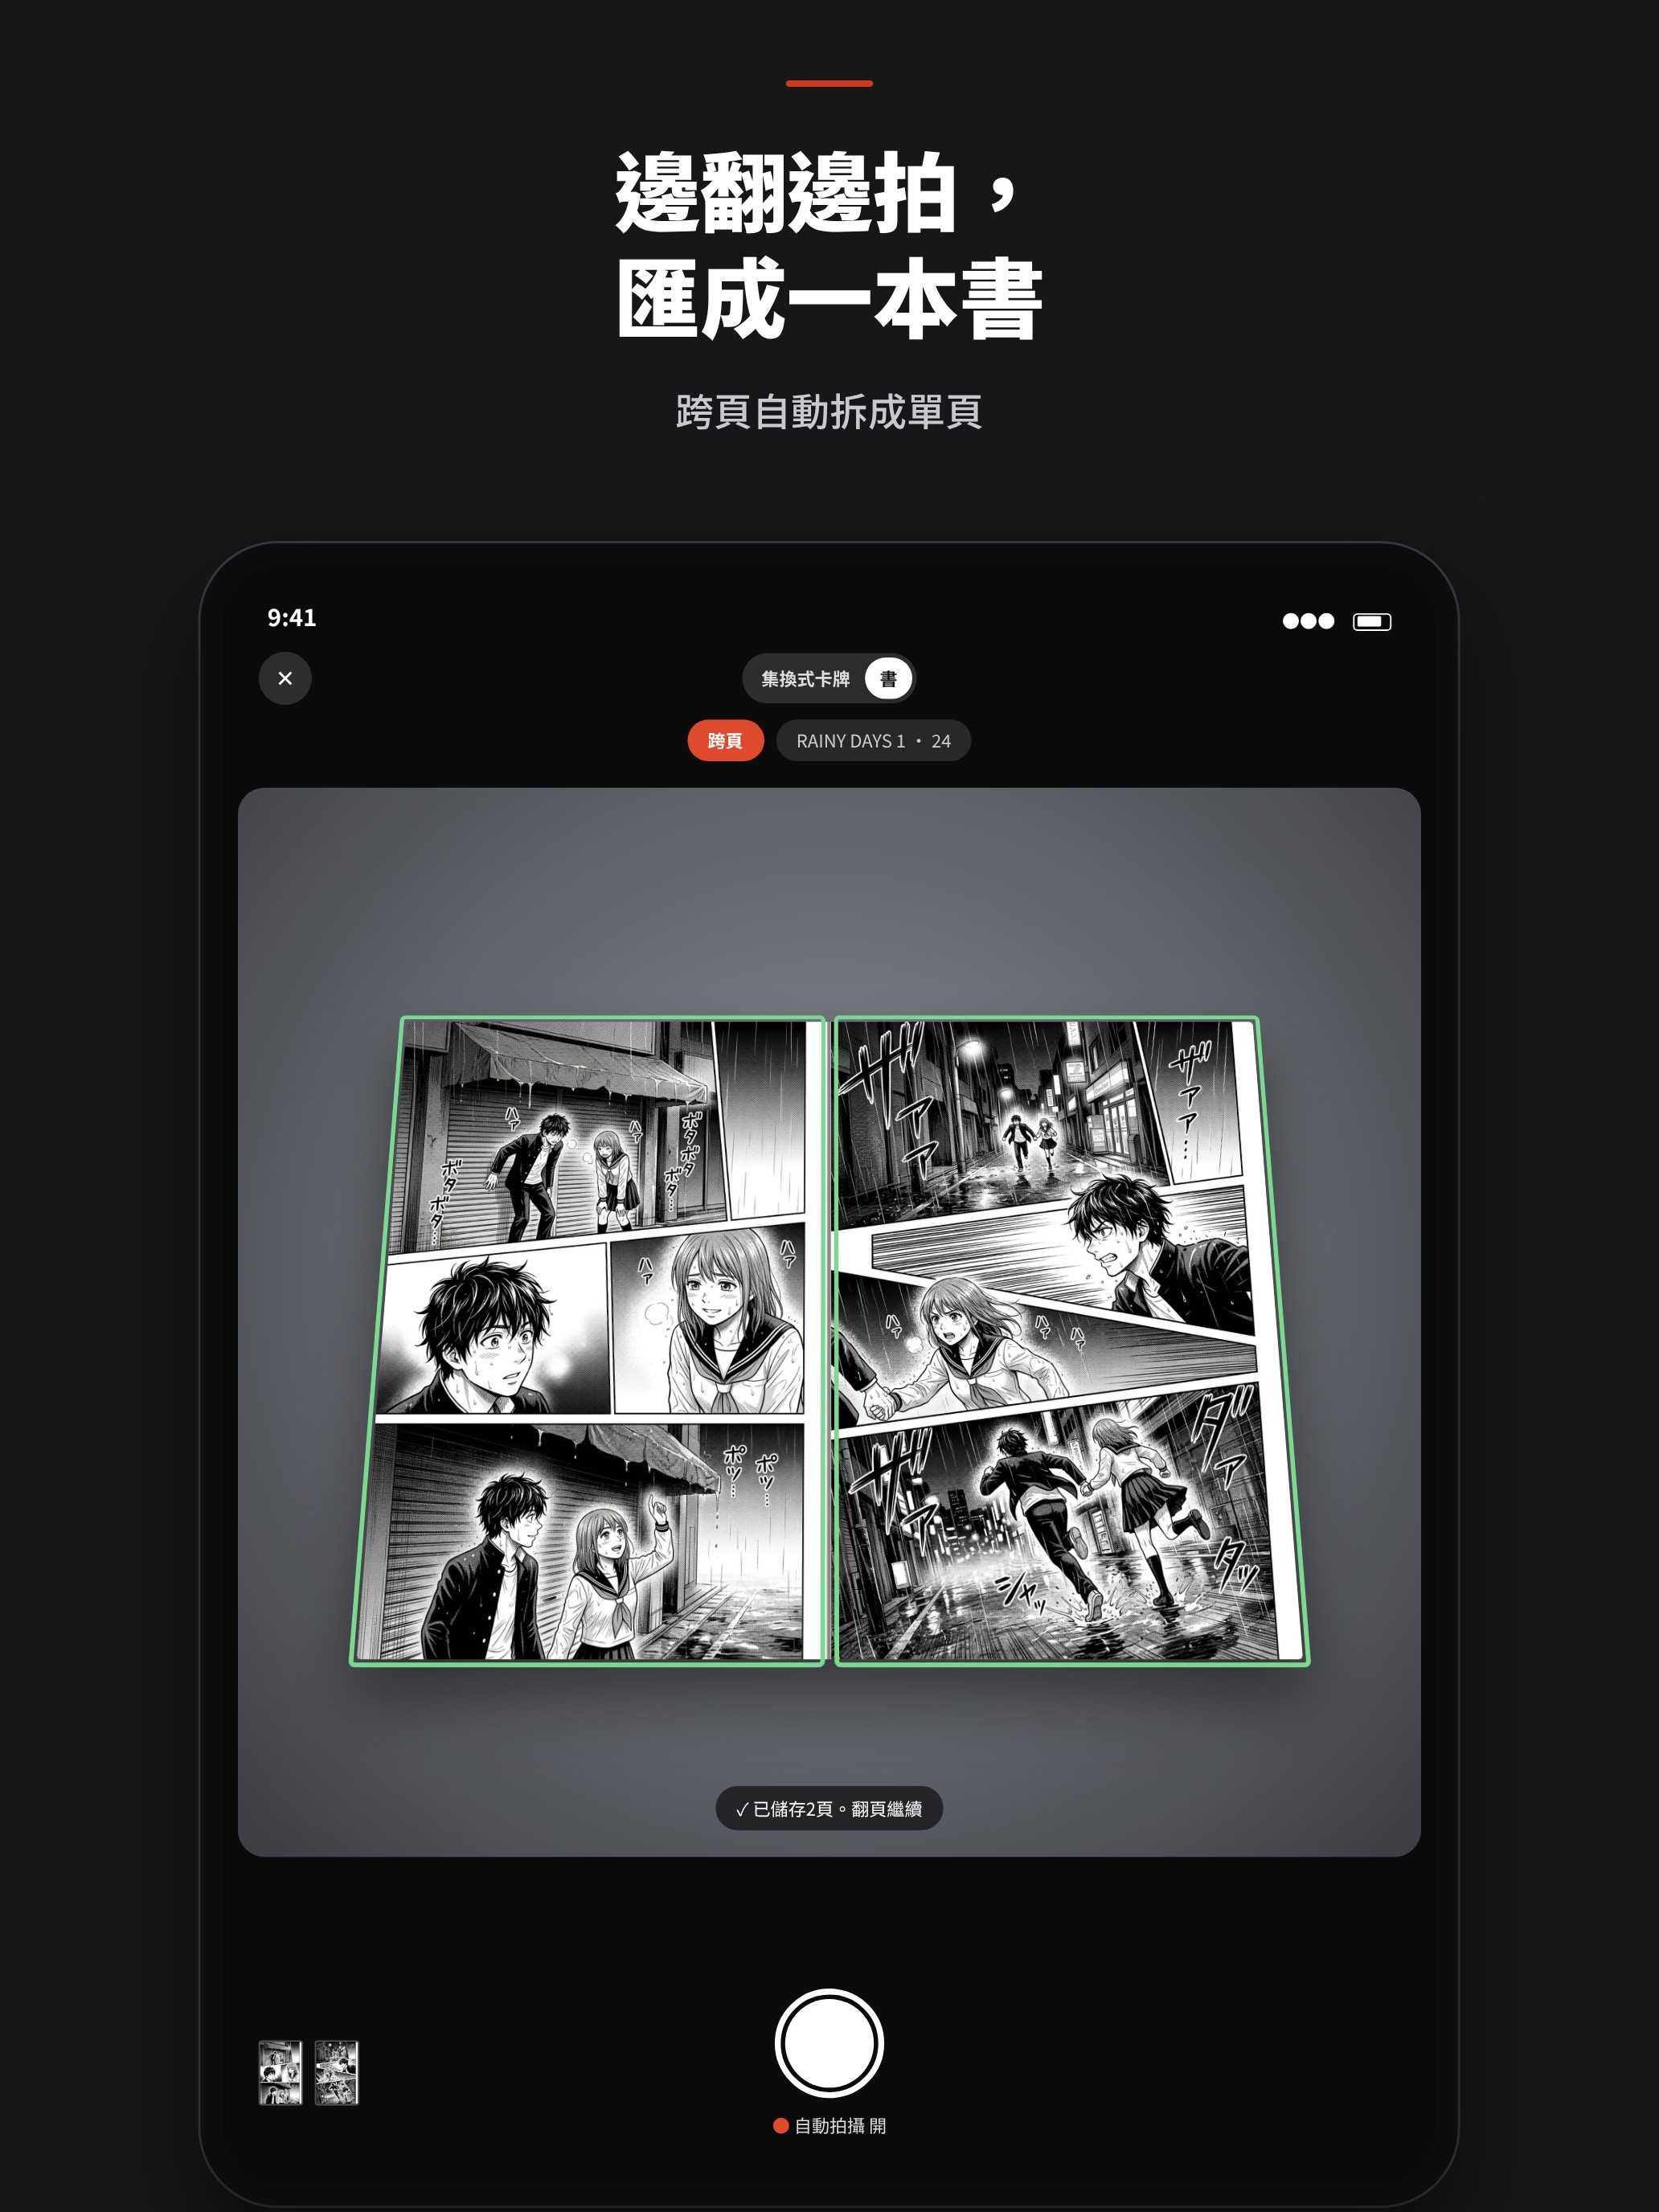 邊翻邊拍，
匯成一本書
跨頁自動拆成單頁
9:41
集換式卡牌 書
跨頁 RAINY DAYS 1 · 24
ザァァァ
ザァァァ…
ハァ
ハァ
ボタボタ
ボタ…
ボタ
ボタ…
ハァ
ハァ
ハァ
ハァ
ハァ
ポツ…
ポツ…
ザァァ
ダァァ
シャッ
タッ
✓已儲存2頁。翻頁繼續
自動拍攝 開